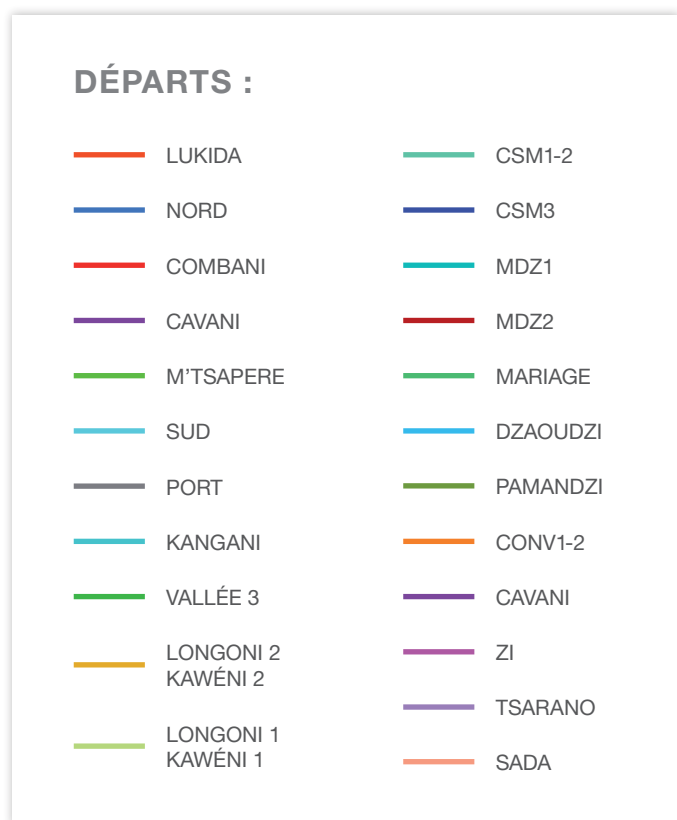 DÉPARTS :
LUKIDA
NORD
COMBANI
CAVANI
M'TSAPERE
SUD
PORT
KANGANI
VALLÉE 3
LONGONI 2
KAWÉNI 2
LONGONI 1
KAWÉNI 1
CSM1-2
CSM3
MDZ1
MDZ2
MARIAGE
DZAOUDZI
PAMANDZI
CONV1-2
CAVANI
ZI
TSARANO
SADA